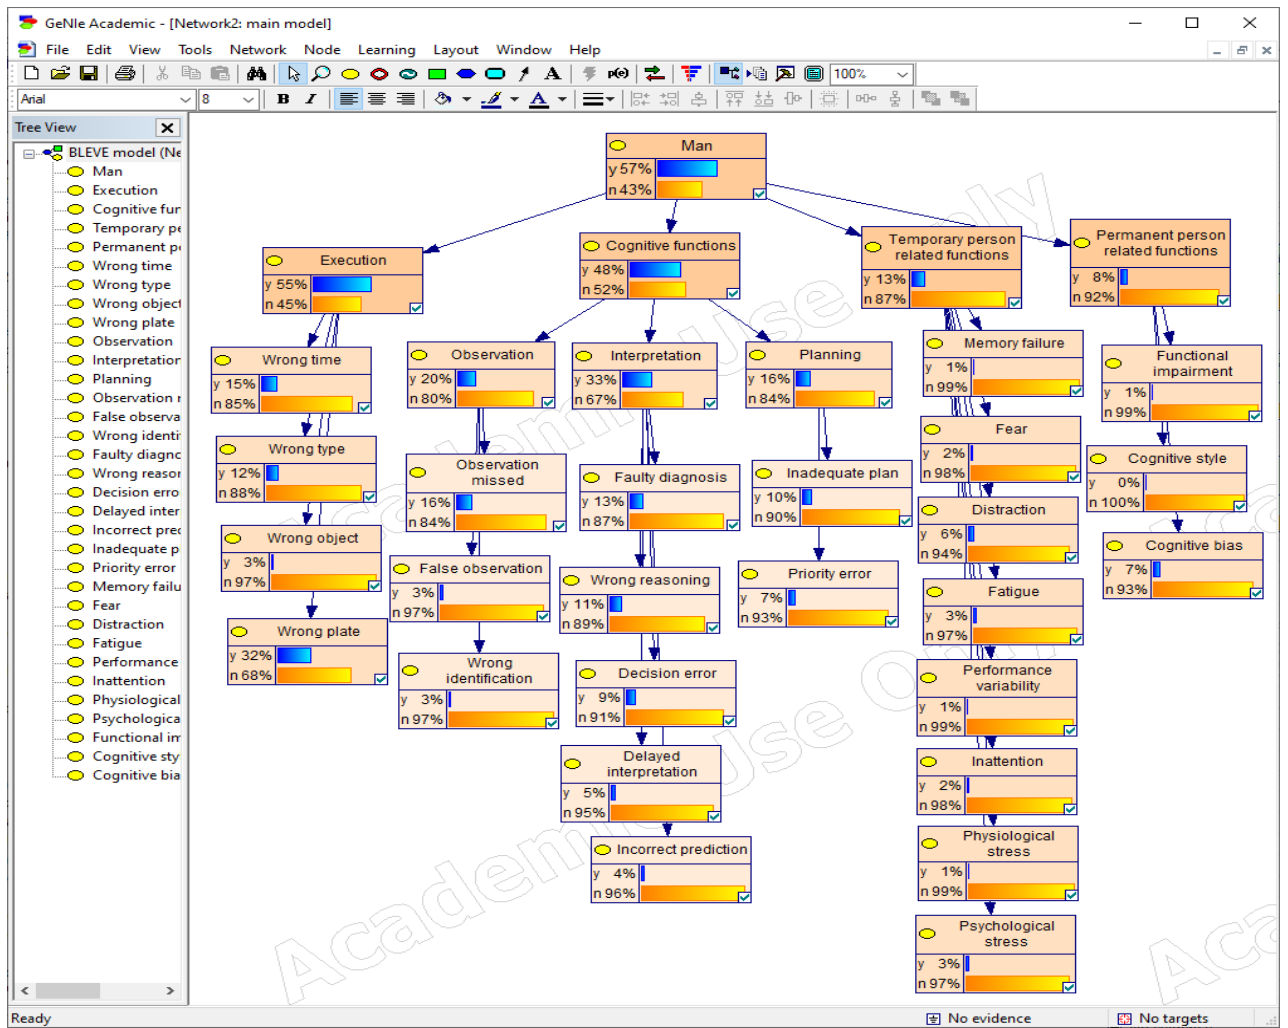 GeNIe Academic - [Network2: main model]
File Edit View Tools Network Node Learning Layout Window Help
p(e) 100%
Arial 8 B I A
Tree View
BLEVE model (Ne
Man
Execution
Cognitive fun
Temporary pe
Permanent pe
Wrong time
Wrong type
Wrong object
Wrong plate
Observation
Interpretation
Planning
Observation r
False observa
Wrong identi
Faulty diagno
Wrong reasor
Decision erro
Delayed inter
Incorrect prec
Inadequate p
Priority error
Memory failu
Fear
Distraction
Fatigue
Performance
Inattention
Physiological
Psychologica
Functional im
Cognitive sty
Cognitive bia
Man
y 57%
n 43%
Execution
y 55%
n 45%
Cognitive functions
y 48%
n 52%
Temporary person
related functions
y 13%
n 87%
Permanent person
related functions
y 8%
n 92%
Wrong time
y 15%
n 85%
Wrong type
y 12%
n 88%
Wrong object
y 3%
n 97%
Wrong plate
y 32%
n 68%
Observation
y 20%
n 80%
Observation
missed
y 16%
n 84%
False observation
y 3%
n 97%
Wrong
identification
y 3%
n 97%
Interpretation
y 33%
n 67%
Faulty diagnosis
y 13%
n 87%
Wrong reasoning
y 11%
n 89%
Decision error
y 9%
n 91%
Delayed
interpretation
y 5%
n 95%
Incorrect prediction
y 4%
n 96%
Planning
y 16%
n 84%
Inadequate plan
y 10%
n 90%
Priority error
y 7%
n 93%
Memory failure
y 1%
n 99%
Fear
y 2%
n 98%
Distraction
y 6%
n 94%
Fatigue
y 3%
n 97%
Performance
variability
y 1%
n 99%
Inattention
y 2%
n 98%
Physiological
stress
y 1%
n 99%
Psychological
stress
y 3%
n 97%
Functional
impairment
y 1%
n 99%
Cognitive style
y 0%
n 100%
Cognitive bias
y 7%
n 93%
Academic Use Only
Academic Use Only
Ready
No evidence
No targets